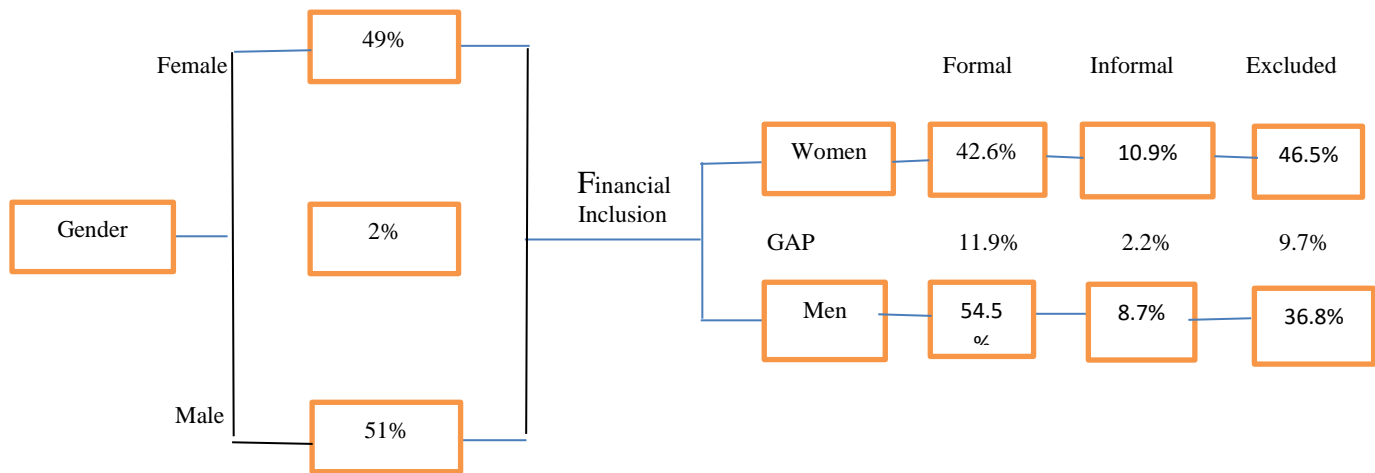 49%
Female
Formal Informal Excluded
Women 42.6% 10.9% 46.5%
Financial
Inclusion
Gender 2%
GAP 11.9% 2.2% 9.7%
Men 54.5 8.7% 36.8%
%
Male
51%